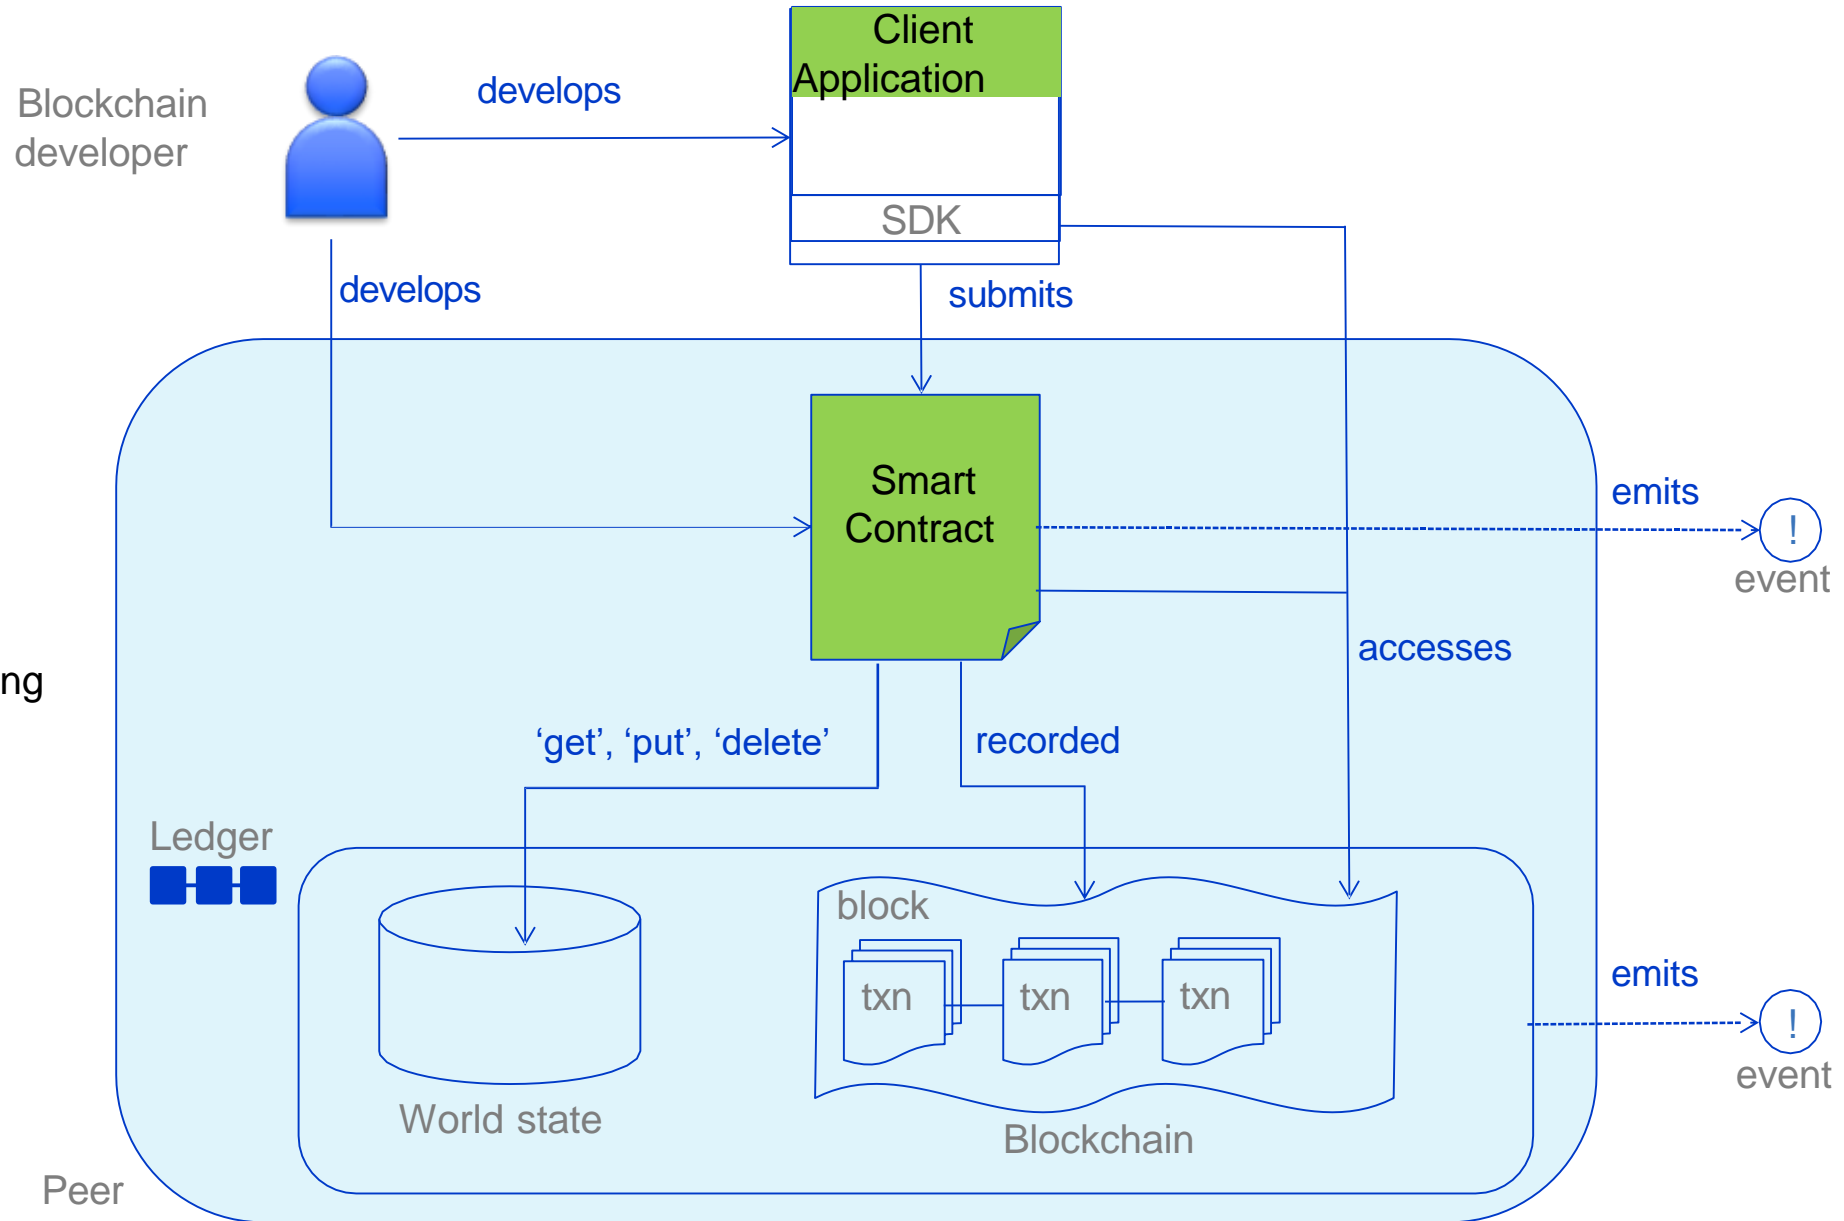 Client
Application
Blockchain
developer
develops
SDK
develops
submits
Smart
Contract
emits
!
event
accesses
ng
‘get’, ‘put’, ‘delete’
recorded
Ledger
block
txn
txn
txn
emits
!
event
World state
Blockchain
Peer